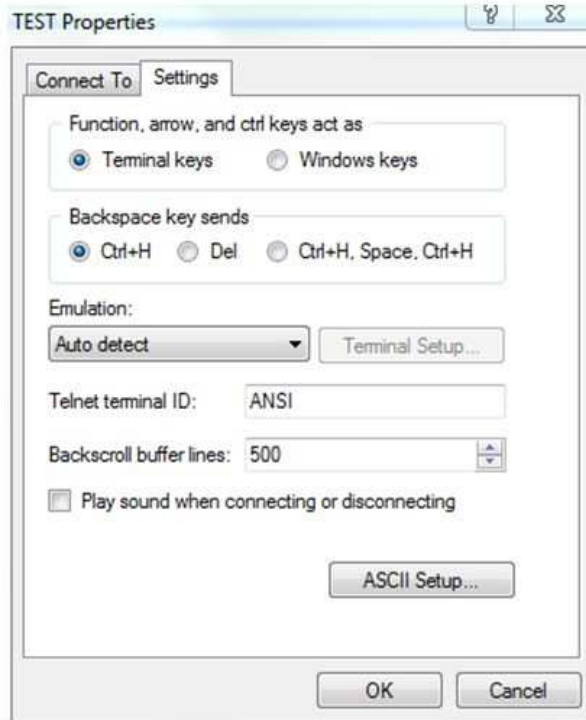 TEST Properties
Connect To Settings
Function, arrow, and ctrl keys act as
Terminal keys Windows keys
Backspace key sends
Ctrl+H Del Ctrl+H, Space, Ctrl+H
Emulation:
Auto detect Terminal Setup...
Telnet terminal ID: ANSI
Backscroll buffer lines: 500
Play sound when connecting or disconnecting
ASCII Setup...
OK Cancel